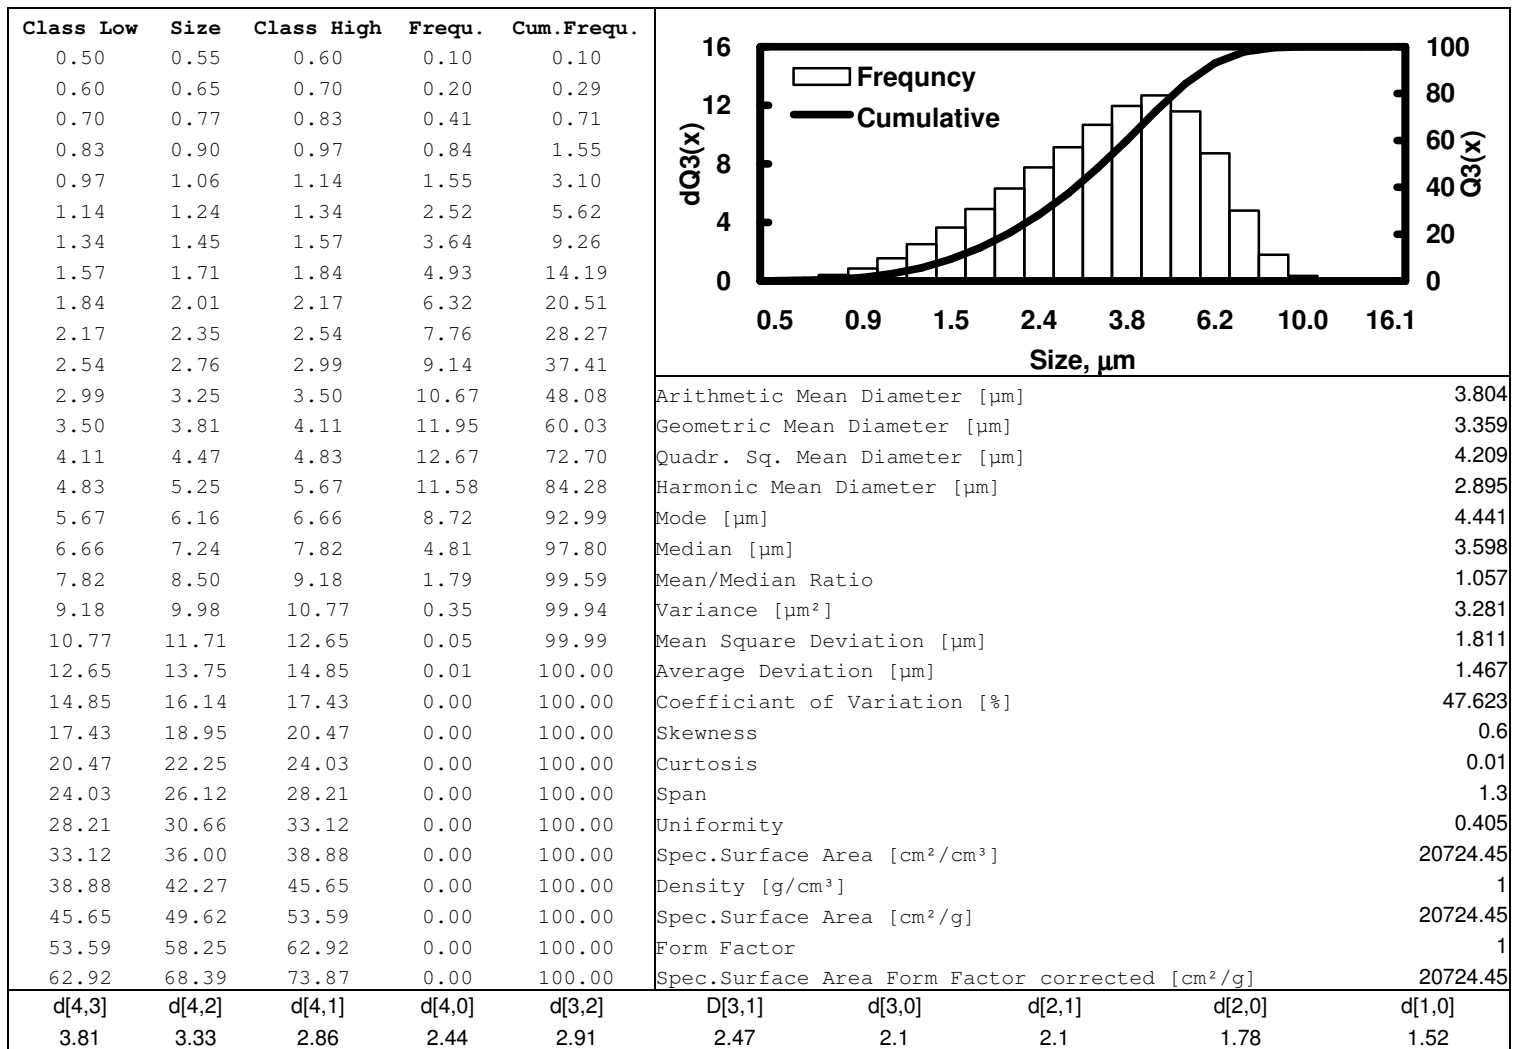 Class Low Size Class High Frequ. Cum.Frequ.
0.50 0.55 0.60 0.10 0.10
0.60 0.65 0.70 0.20 0.29
0.70 0.77 0.83 0.41 0.71
0.83 0.90 0.97 0.84 1.55
0.97 1.06 1.14 1.55 3.10
1.14 1.24 1.34 2.52 5.62
1.34 1.45 1.57 3.64 9.26
1.57 1.71 1.84 4.93 14.19
1.84 2.01 2.17 6.32 20.51
2.17 2.35 2.54 7.76 28.27
2.54 2.76 2.99 9.14 37.41
2.99 3.25 3.50 10.67 48.08
3.50 3.81 4.11 11.95 60.03
4.11 4.47 4.83 12.67 72.70
4.83 5.25 5.67 11.58 84.28
5.67 6.16 6.66 8.72 92.99
6.66 7.24 7.82 4.81 97.80
7.82 8.50 9.18 1.79 99.59
9.18 9.98 10.77 0.35 99.94
10.77 11.71 12.65 0.05 99.99
12.65 13.75 14.85 0.01 100.00
14.85 16.14 17.43 0.00 100.00
17.43 18.95 20.47 0.00 100.00
20.47 22.25 24.03 0.00 100.00
24.03 26.12 28.21 0.00 100.00
28.21 30.66 33.12 0.00 100.00
33.12 36.00 38.88 0.00 100.00
38.88 42.27 45.65 0.00 100.00
45.65 49.62 53.59 0.00 100.00
53.59 58.25 62.92 0.00 100.00
62.92 68.39 73.87 0.00 100.00
16 100
Frequncy
12 80
Cumulative
60
8
40
4
20
0 0
dQ3(x)
Q3(x)
0.5 0.9 1.5 2.4 3.8 6.2 10.0 16.1
Size, µm
Arithmetic Mean Diameter [µm] 3.804
Geometric Mean Diameter [µm] 3.359
Quadr. Sq. Mean Diameter [µm] 4.209
Harmonic Mean Diameter [µm] 2.895
Mode [µm] 4.441
Median [µm] 3.598
Mean/Median Ratio 1.057
Variance [µm²] 3.281
Mean Square Deviation [µm] 1.811
Average Deviation [µm] 1.467
Coefficiant of Variation [%] 47.623
Skewness 0.6
Curtosis 0.01
Span 1.3
Uniformity 0.405
Spec.Surface Area [cm²/cm³] 20724.45
Density [g/cm³] 1
Spec.Surface Area [cm²/g] 20724.45
Form Factor 1
Spec.Surface Area Form Factor corrected [cm²/g] 20724.45
d[4,3] d[4,2] d[4,1] d[4,0] d[3,2] D[3,1] d[3,0] d[2,1] d[2,0] d[1,0]
3.81 3.33 2.86 2.44 2.91 2.47 2.1 2.1 1.78 1.52